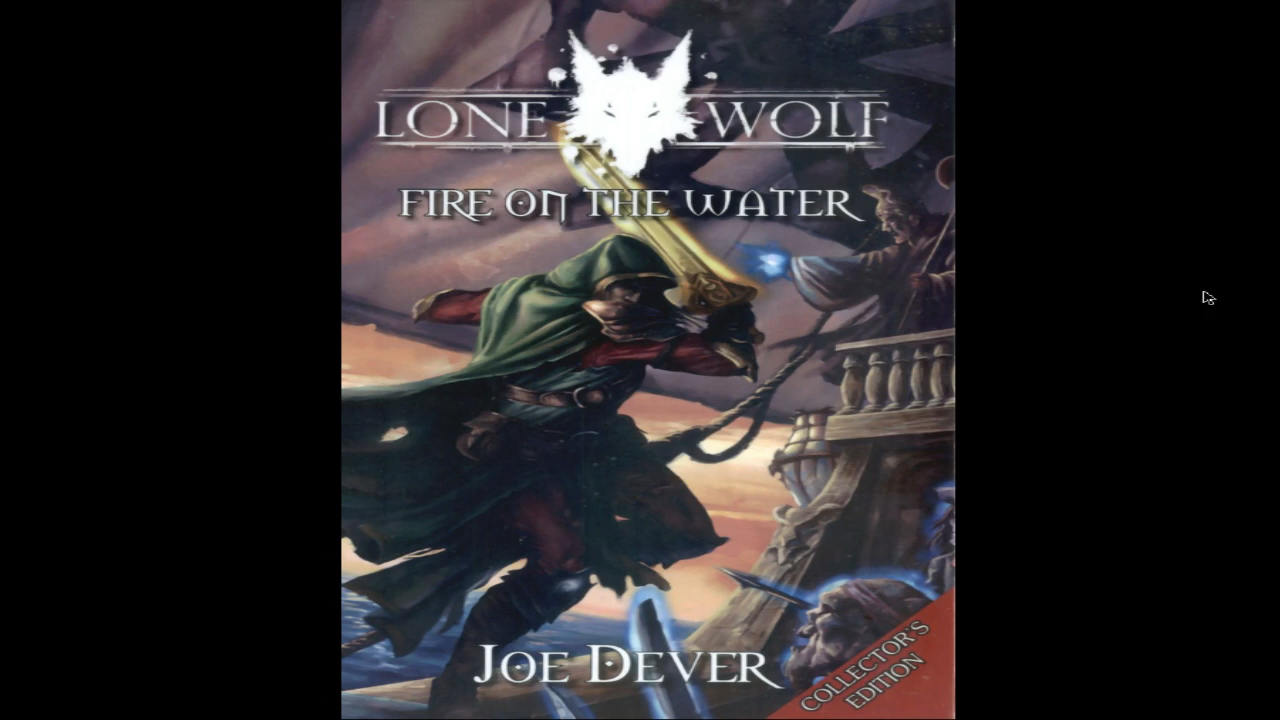 LONE WOLF
FIRE ON THE WATER
JOE DEVER
COLLECTOR'S
EDITION